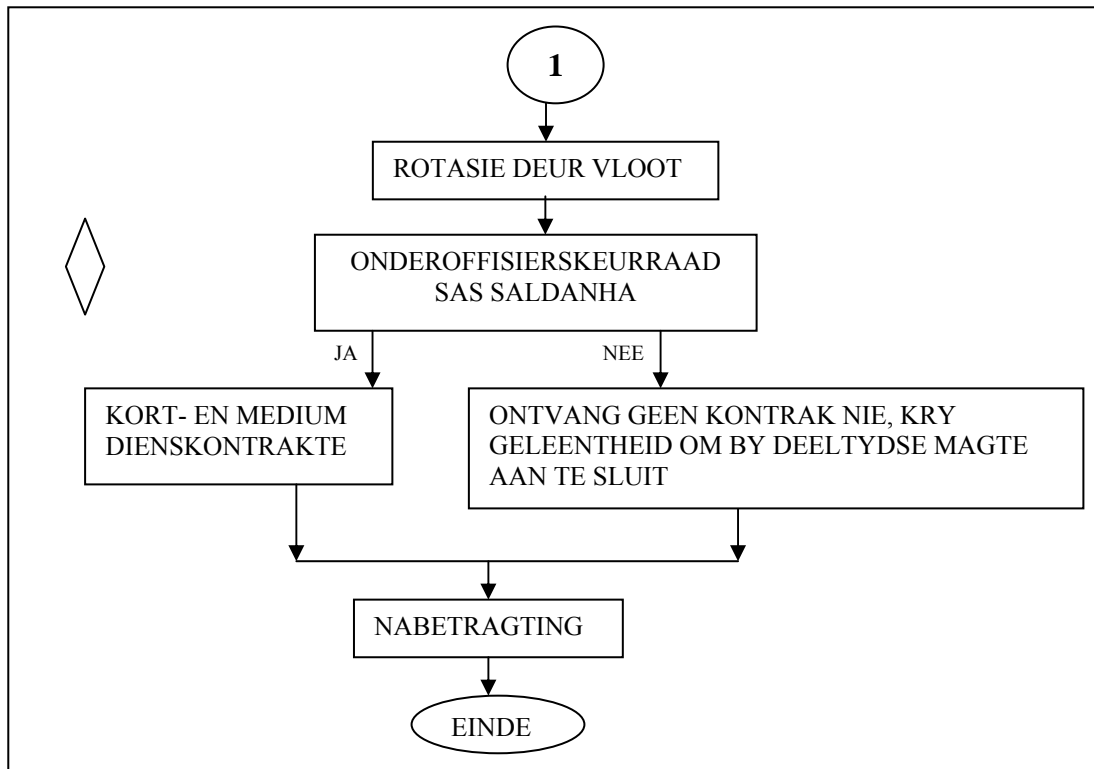 1
ROTASIE DEUR VLOOT
ONDEROFFISIERSKEURRAAD
SAS SALDANHA
JA
NEE
KORT- EN MEDIUM
DIENSKONTRAKTE
ONTVANG GEEN KONTRAK NIE, KRY
GELEENTHEID OM BY DEELTYDSE MAGTE
AAN TE SLUIT
NABETRAGTING
EINDE